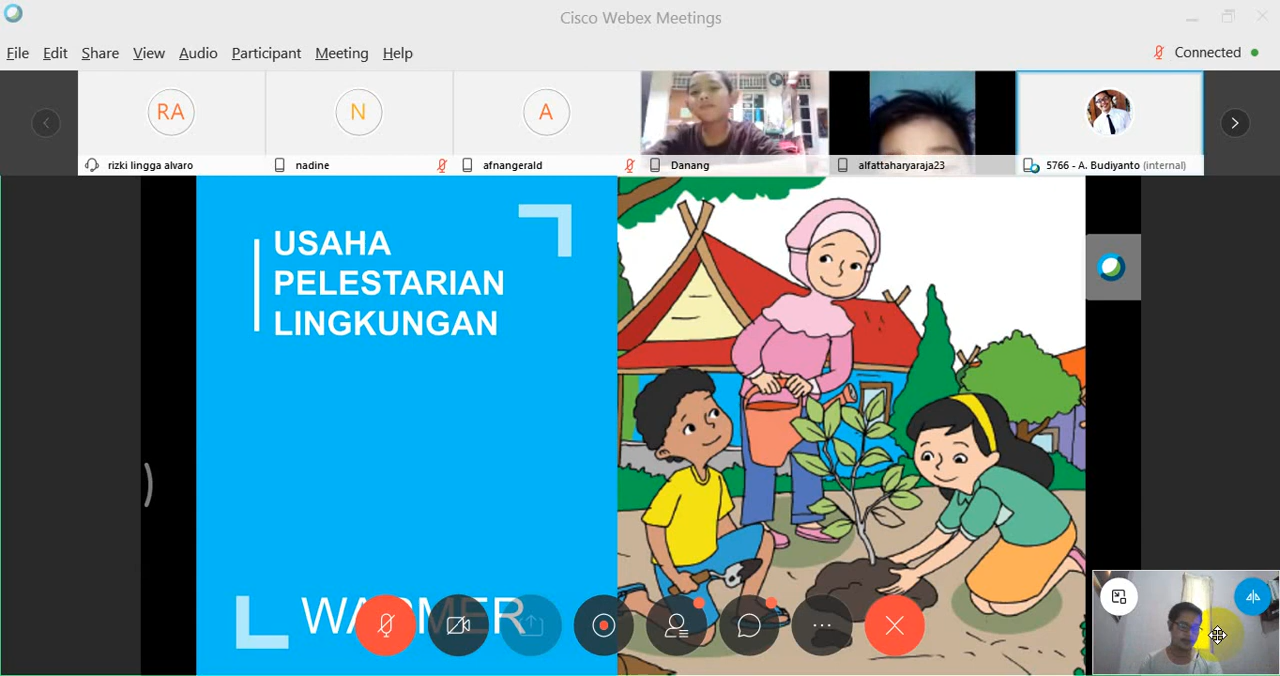 Cisco Webex Meetings
File Edit Share View Audio Participant Meeting Help
Connected
RA
N
A
rizki lingga alvaro
nadine
afnangerald
Danang
alfattaharyaraja23
5766 - A. Budiyanto (internal)
USAHA
PELESTARIAN
LINGKUNGAN
WARMER